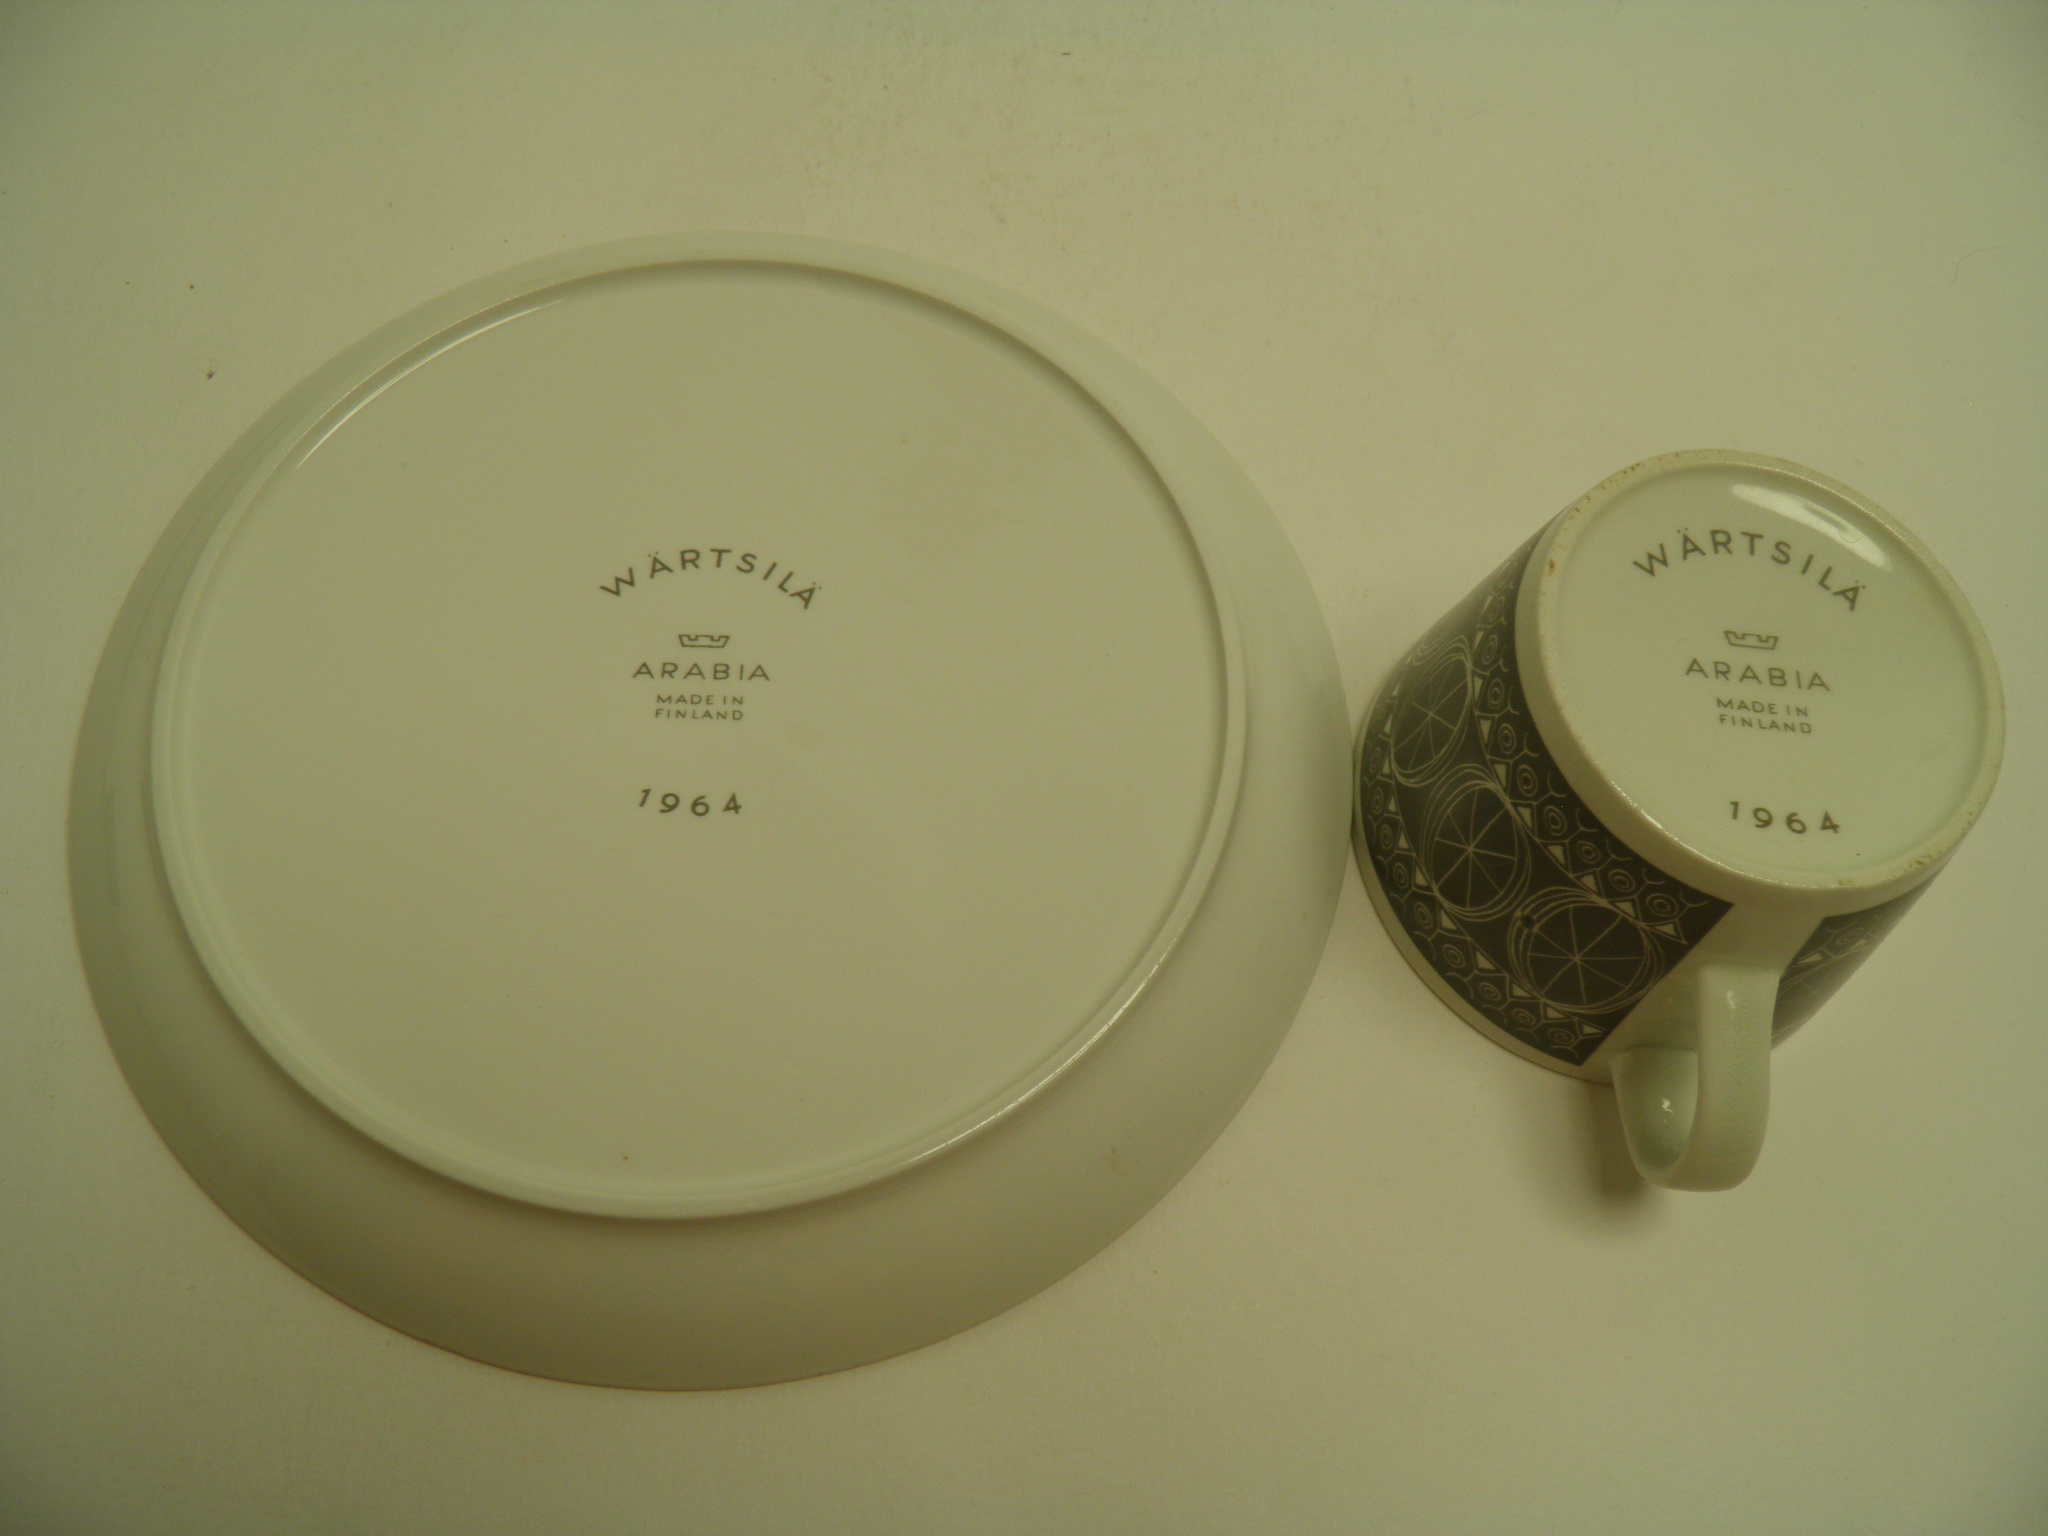 WÄRTSILÄ
ARABIA
MADE IN
FINLAND
1964
WÄRTSILÄ
ARABIA
MADE IN
FINLAND
1964